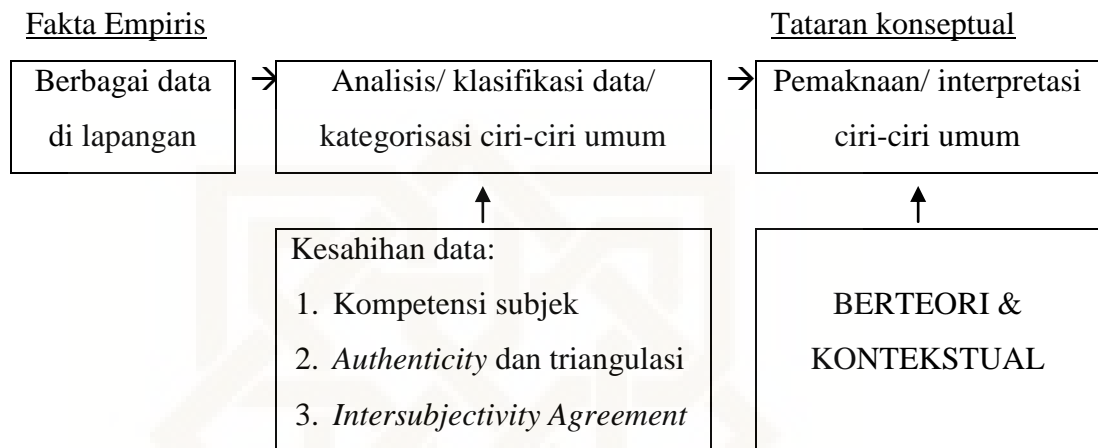 Fakta Empiris
Tataran konseptual
Berbagai data
di lapangan
→
Analisis/ klasifikasi data/
kategorisasi ciri-ciri umum
→
Pemaknaan/ interpretasi
ciri-ciri umum
Kesahihan data:
1. Kompetensi subjek
2. Authenticity dan triangulasi
3. Intersubjectivity Agreement
BERTEORI &
KONTEKSTUAL